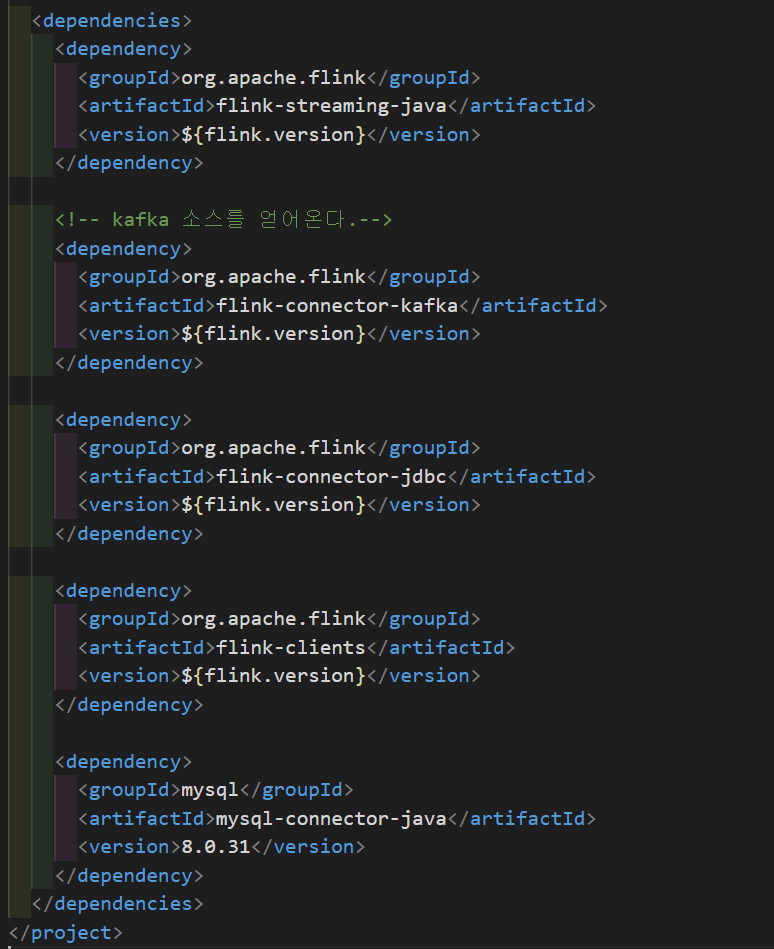 <dependencies>
<dependency>
<groupId>org.apache.flink</groupId>
<artifactId>flink-streaming-java</artifactId>
<version>${flink.version}</version>
</dependency>
<!-- kafka 소스를 얻어온다.-->
<dependency>
<groupId>org.apache.flink</groupId>
<artifactId>flink-connector-kafka</artifactId>
<version>${flink.version}</version>
</dependency>
<dependency>
<groupId>org.apache.flink</groupId>
<artifactId>flink-connector-jdbc</artifactId>
<version>${flink.version}</version>
</dependency>
<dependency>
<groupId>org.apache.flink</groupId>
<artifactId>flink-clients</artifactId>
<version>${flink.version}</version>
</dependency>
<dependency>
<groupId>mysql</groupId>
<artifactId>mysql-connector-java</artifactId>
<version>8.0.31</version>
</dependency>
</dependencies>
</project>